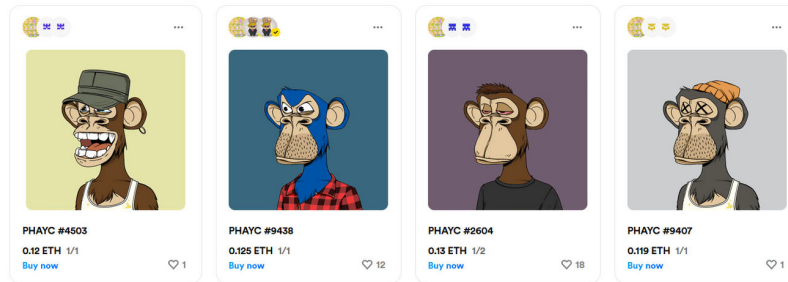 PHAYC #4503
0.12 ETH 1/1
Buy now 1
PHAYC #9438
0.125 ETH 1/1
Buy now 12
PHAYC #2604
0.13 ETH 1/2
Buy now 18
PHAYC #9407
0.119 ETH 1/1
Buy now 1